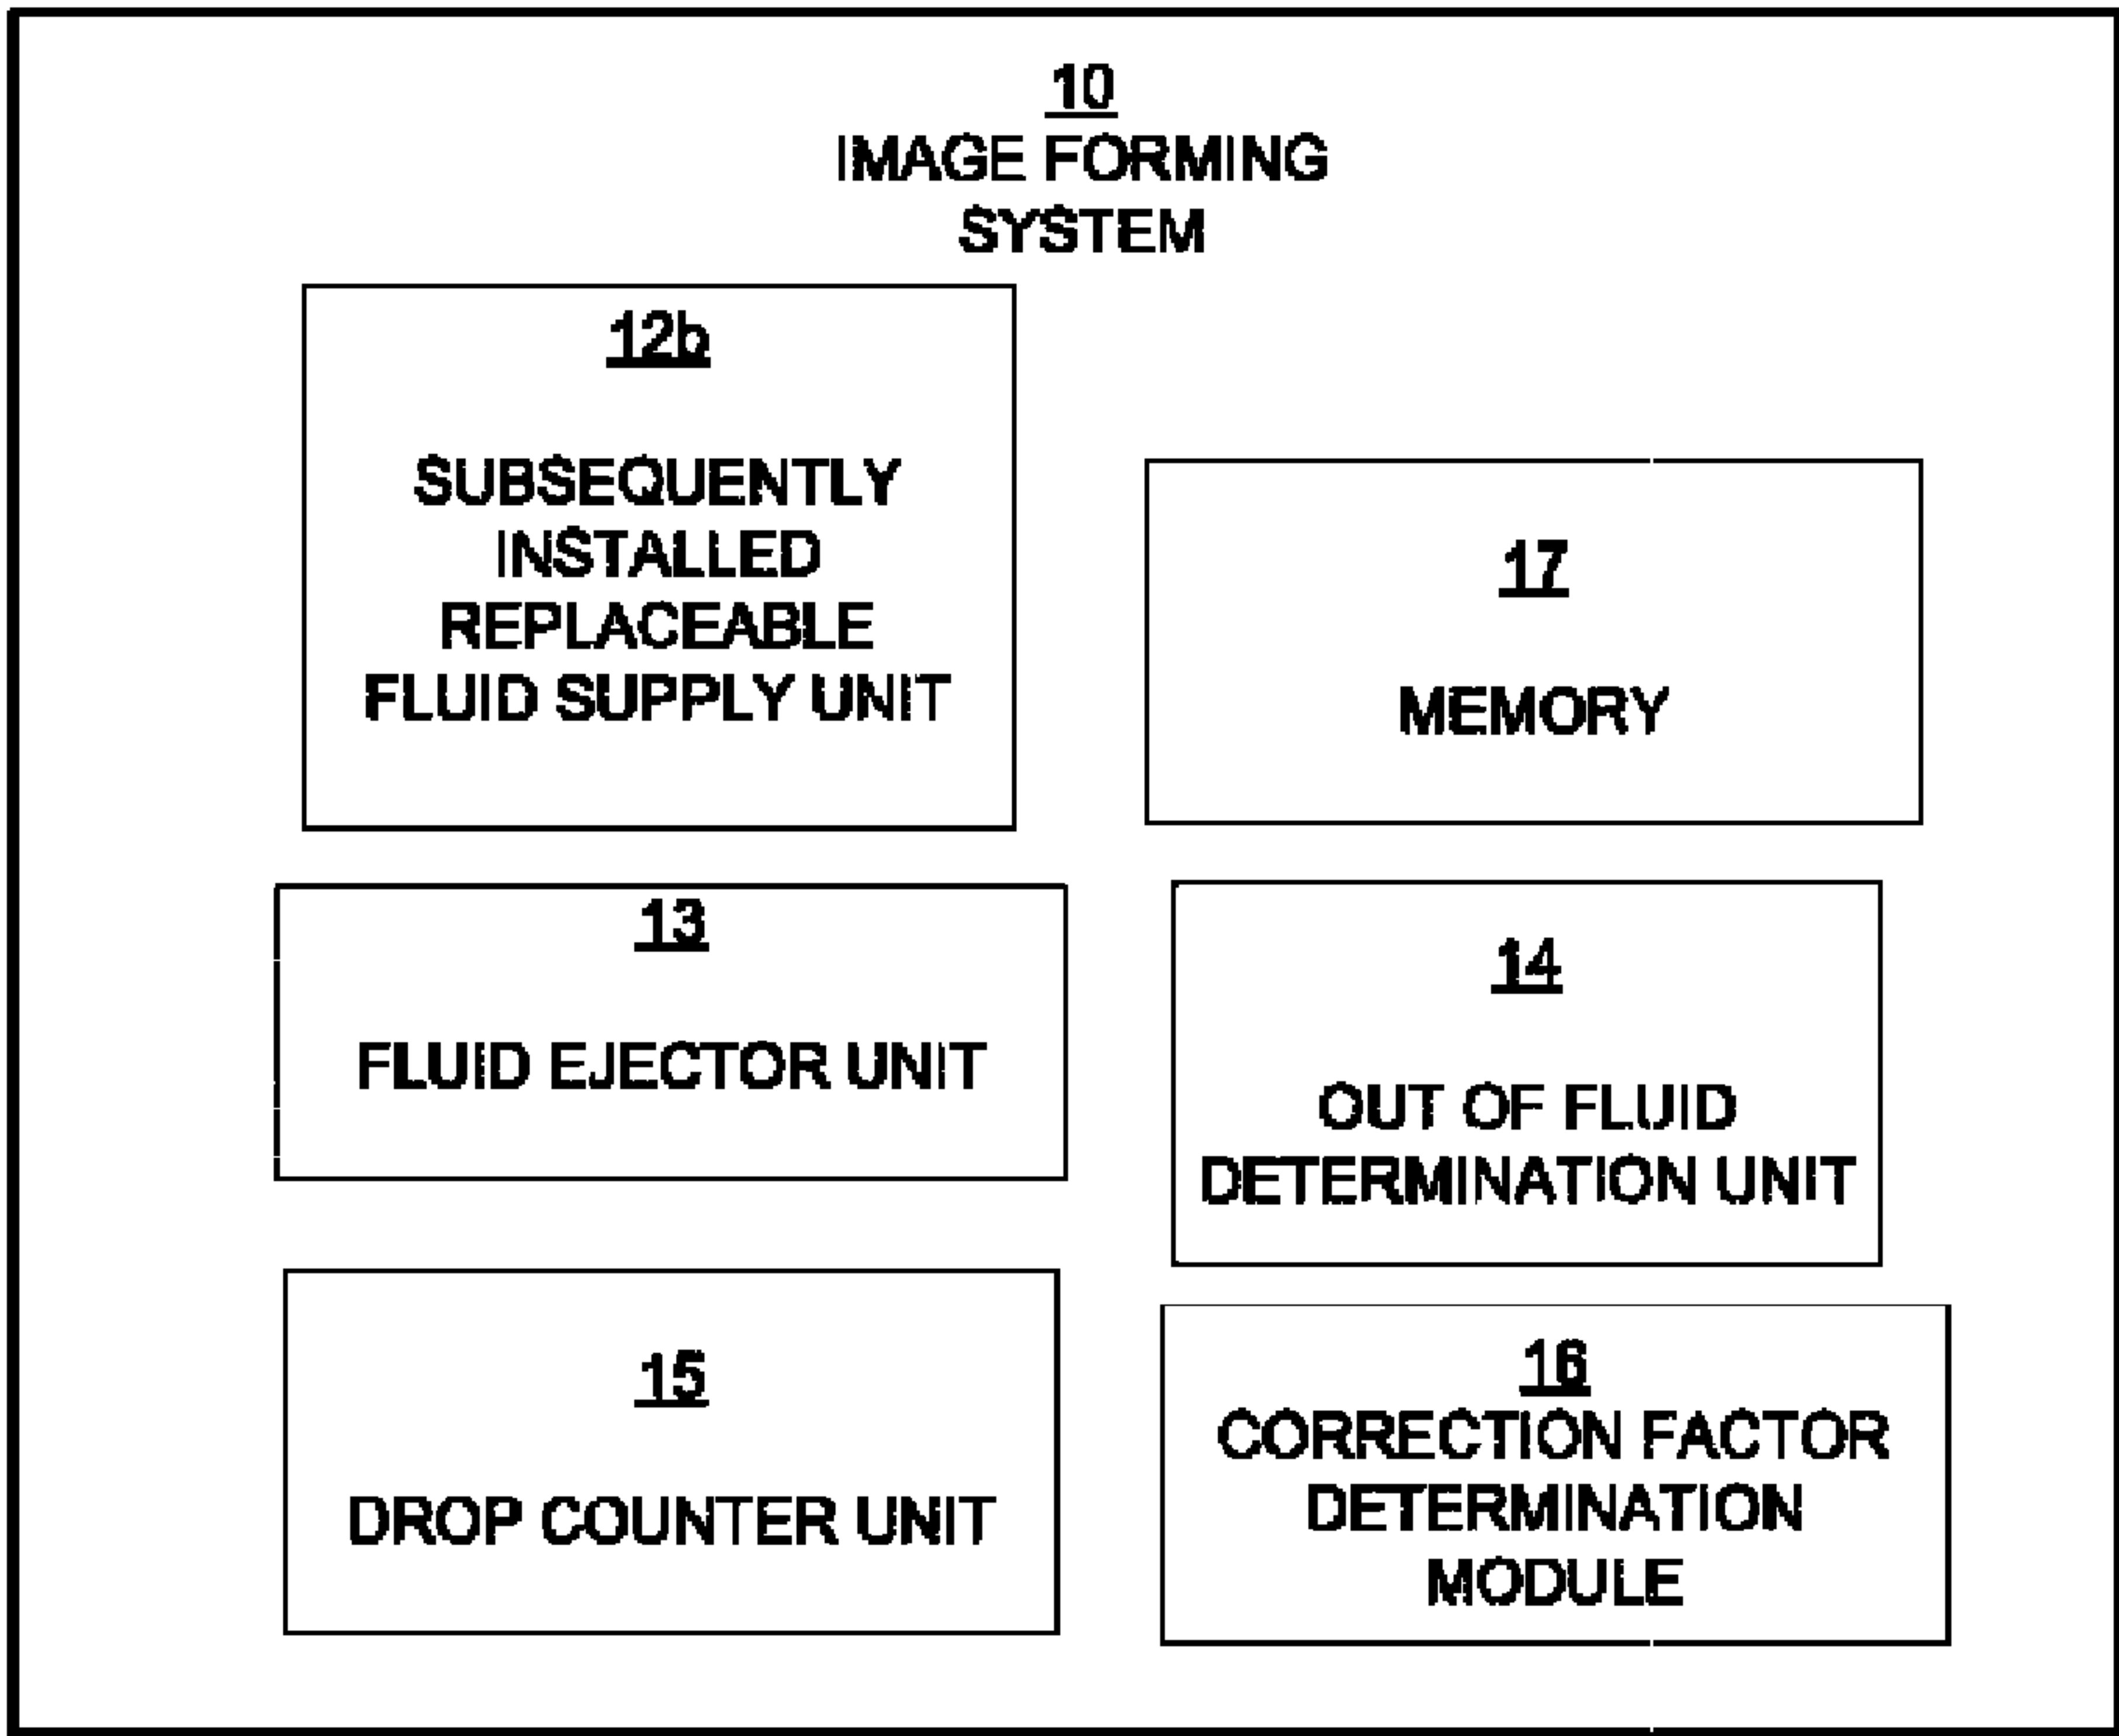 10
IMAGE FORMING
SYSTEM
12b
SUBSEQUENTLY
INSTALLED
REPLACEABLE
FLUID SUPPLY UNIT
17
MEMORY
13
FLUID EJECTOR UNIT
14
OUT OF FLUID
DETERMINATION UNIT
15
DROP COUNTER UNIT
16
CORRECTION FACTOR
DETERMINATION
MODULE